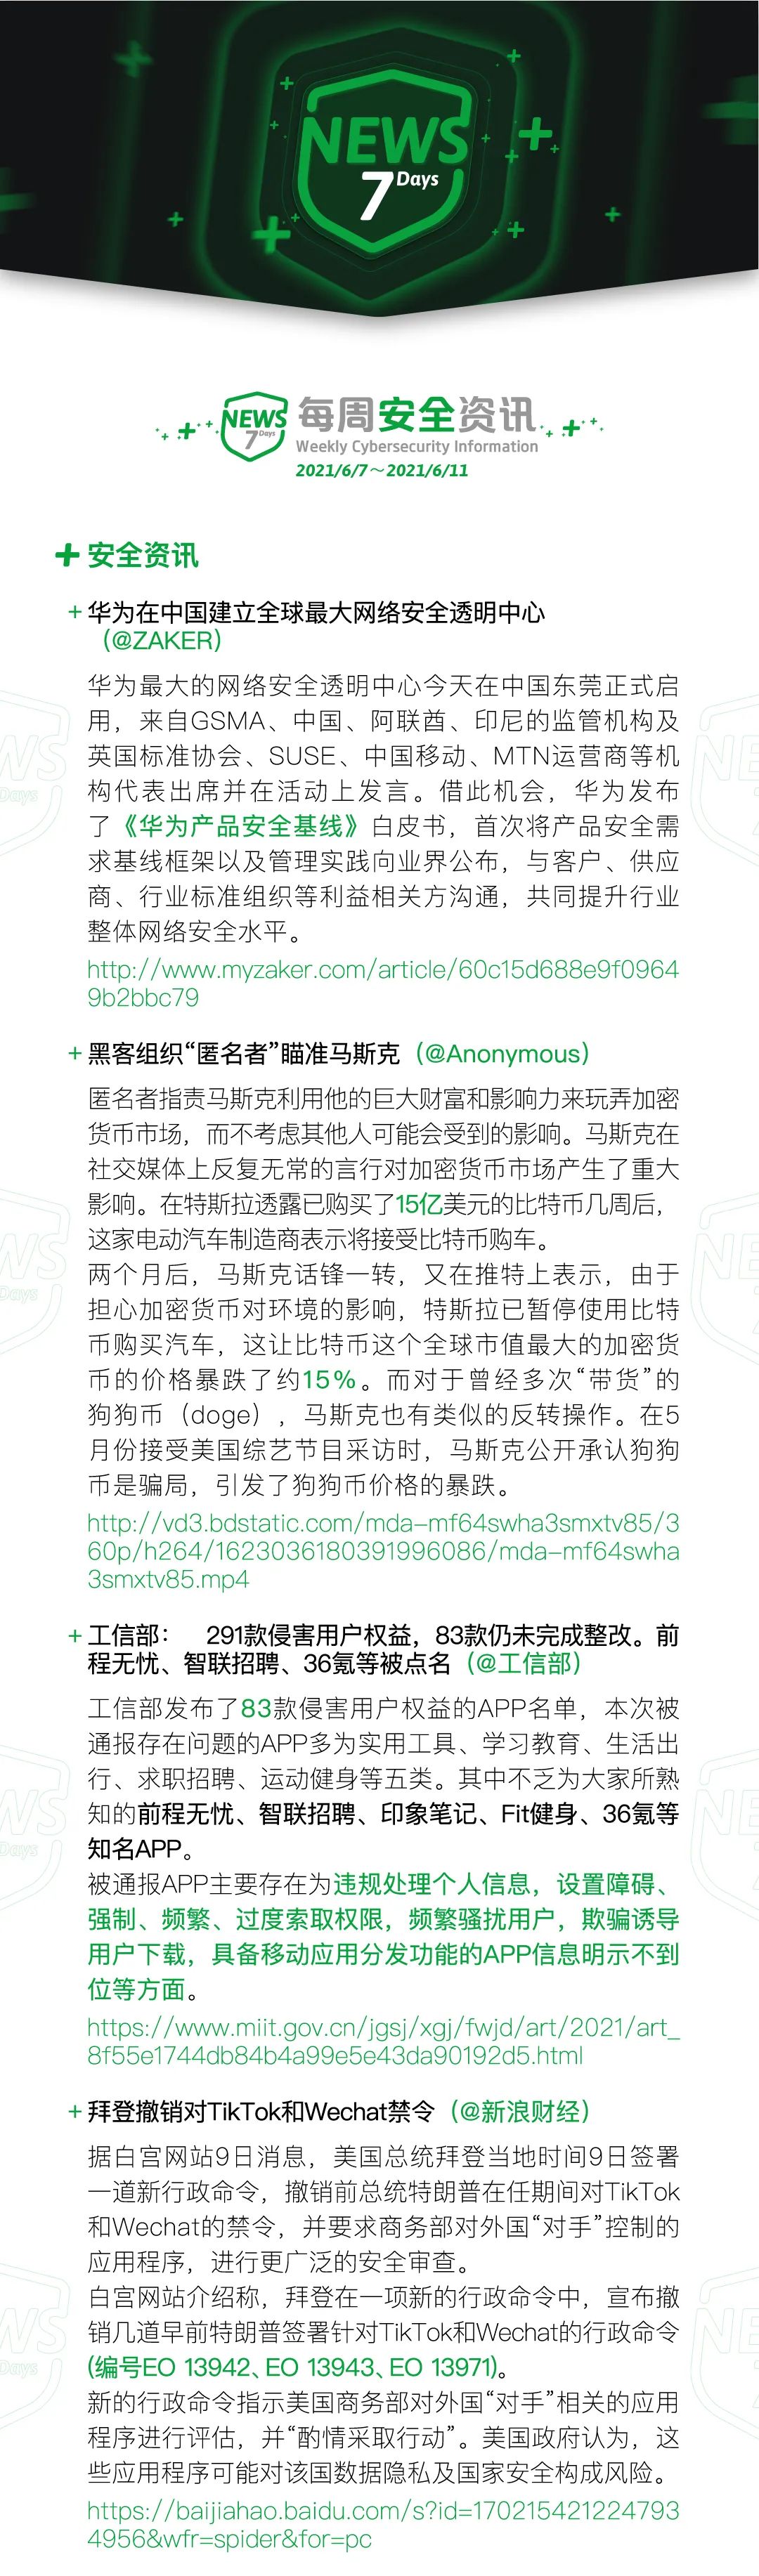 NEWS
7 Days
NEWS
7 Days
每周安全资讯
Weekly Cybersecurity Information
2021/6/7～2021/6/11
安全资讯
华为在中国建立全球最大网络安全透明中心
（@ZAKER）
华为最大的网络安全透明中心今天在中国东莞正式启
用，来自GSMA、中国、阿联酋、印尼的监管机构及
英国标准协会、SUSE、中国移动、MTN运营商等机
构代表出席并在活动上发言。借此机会，华为发布
了《华为产品安全基线》白皮书，首次将产品安全需
求基线框架以及管理实践向业界公布，与客户、供应
商、行业标准组织等利益相关方沟通，共同提升行业
整体网络安全水平。
http://www.myzaker.com/article/60c15d688e9f0964
9b2bbc79
黑客组织“匿名者”瞄准马斯克（@Anonymous）
匿名者指责马斯克利用他的巨大财富和影响力来玩弄加密
货币市场，而不考虑其他人可能会受到的影响。马斯克在
社交媒体上反复无常的言行对加密货币市场产生了重大
影响。在特斯拉透露已购买了15亿美元的比特币几周后，
这家电动汽车制造商表示将接受比特币购车。
两个月后，马斯克话锋一转，又在推特上表示，由于
担心加密货币对环境的影响，特斯拉已暂停使用比特
币购买汽车，这让比特币这个全球市值最大的加密货
币的价格暴跌了约15%。而对于曾经多次“带货”的
狗狗币（doge），马斯克也有类似的反转操作。在5
月份接受美国综艺节目采访时，马斯克公开承认狗狗
币是骗局，引发了狗狗币价格的暴跌。
http://vd3.bdstatic.com/mda-mf64swha3smxtv85/3
60p/h264/1623036180391996086/mda-mf64swha
3smxtv85.mp4
工信部： 291款侵害用户权益，83款仍未完成整改。前
程无忧、智联招聘、36氪等被点名（@工信部）
工信部发布了83款侵害用户权益的APP名单，本次被
通报存在问题的APP多为实用工具、学习教育、生活出
行、求职招聘、运动健身等五类。其中不乏为大家所熟
知的前程无忧、智联招聘、印象笔记、Fit健身、36氪等
知名APP。
被通报APP主要存在为违规处理个人信息，设置障碍、
强制、频繁、过度索取权限，频繁骚扰用户，欺骗诱导
用户下载，具备移动应用分发功能的APP信息明示不到
位等方面。
https://www.miit.gov.cn/jgsj/xgj/fwjd/art/2021/art_
8f55e1744db84b4a99e5e43da90192d5.html
拜登撤销对TikTok和Wechat禁令（@新浪财经）
据白宫网站9日消息，美国总统拜登当地时间9日签署
一道新行政命令，撤销前总统特朗普在任期间对TikTok
和Wechat的禁令，并要求商务部对外国“对手”控制的
应用程序，进行更广泛的安全审查。
白宫网站介绍称，拜登在一项新的行政命令中，宣布撤
销几道早前特朗普签署针对TikTok和Wechat的行政命令
(编号EO 13942、EO 13943、EO 13971)。
新的行政命令指示美国商务部对外国“对手”相关的应用
程序进行评估，并“酌情采取行动”。美国政府认为，这
些应用程序可能对该国数据隐私及国家安全构成风险。
https://baijiahao.baidu.com/s?id=170215421224793
4956&wfr=spider&for=pc